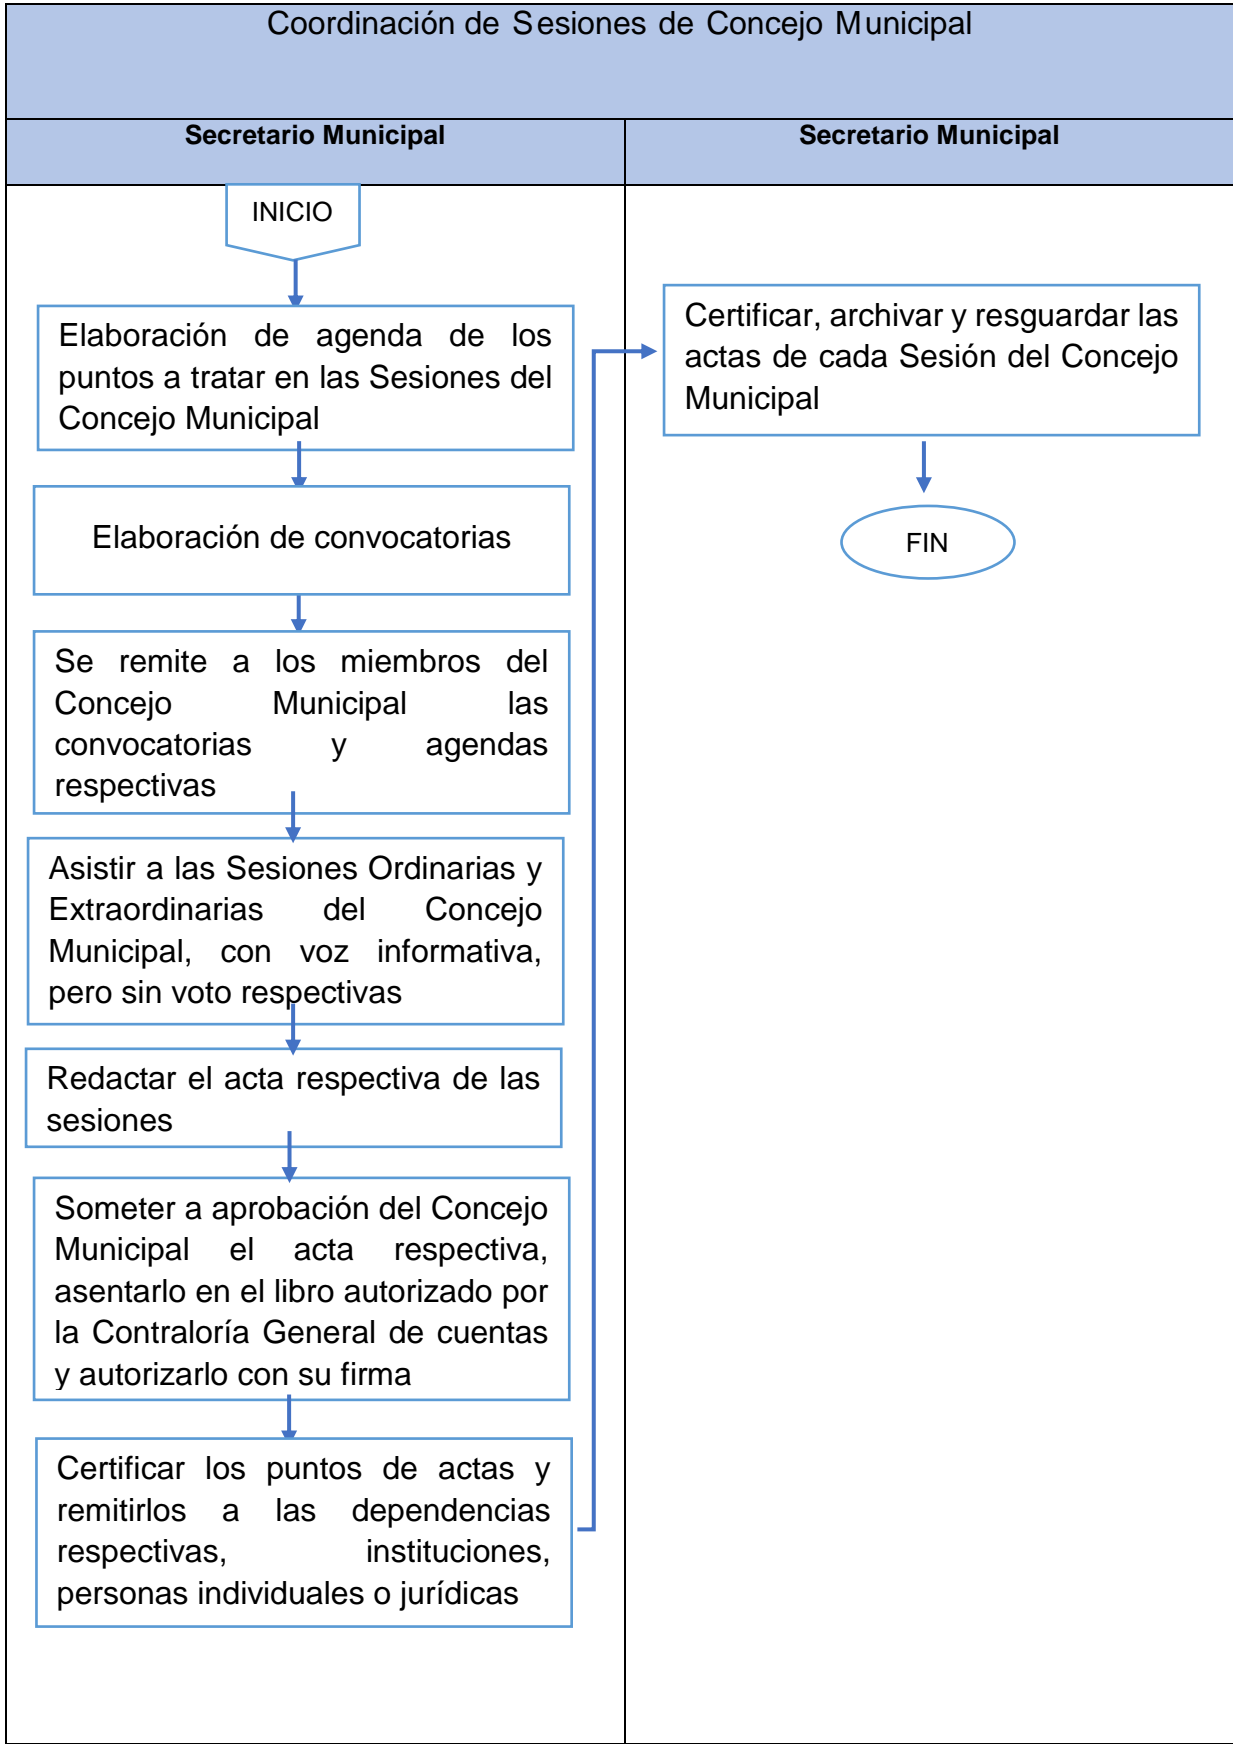 Coordinación de Sesiones de Concejo Municipal
Secretario Municipal
Secretario Municipal
INICIO
Elaboración de agenda de los
puntos a tratar en las Sesiones del
Concejo Municipal
Elaboración de convocatorias
Se remite a los miembros del
Concejo Municipal las
convocatorias y agendas
respectivas
Asistir a las Sesiones Ordinarias y
Extraordinarias del Concejo
Municipal, con voz informativa,
pero sin voto respectivas
Redactar el acta respectiva de las
sesiones
Someter a aprobación del Concejo
Municipal el acta respectiva,
asentarlo en el libro autorizado por
la Contraloría General de cuentas
y autorizarlo con su firma
Certificar los puntos de actas y
remitirlos a las dependencias
respectivas, instituciones,
personas individuales o jurídicas
Certificar, archivar y resguardar las
actas de cada Sesión del Concejo
Municipal
FIN